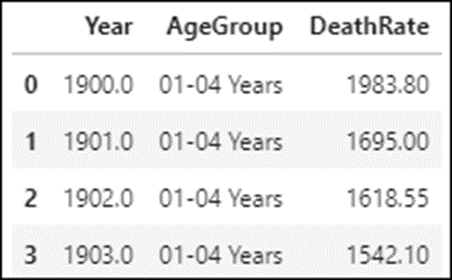 Year AgeGroup DeathRate
0 1900.0 01-04 Years 1983.80
1 1901.0 01-04 Years 1695.00
2 1902.0 01-04 Years 1618.55
3 1903.0 01-04 Years 1542.10